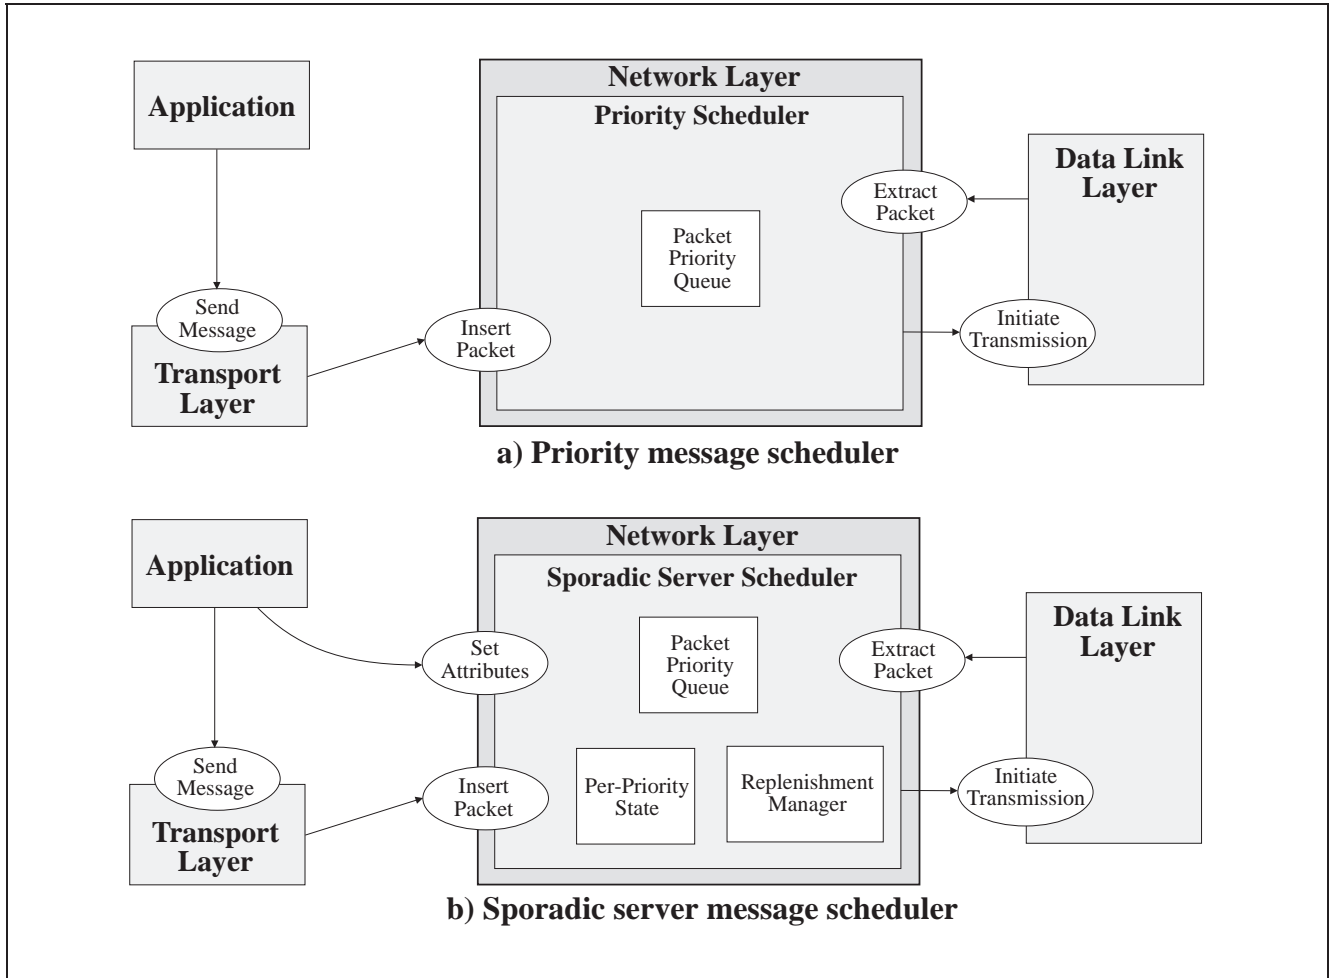 Application
Network Layer
Priority Scheduler
Data Link
Layer
Extract
Packet
Packet
Priority
Queue
Send
Message
Insert
Packet
Initiate
Transmission
Transport
Layer
a) Priority message scheduler
Application
Network Layer
Sporadic Server Scheduler
Data Link
Layer
Set
Attributes
Packet
Priority
Queue
Extract
Packet
Send
Message
Insert
Packet
Per-Priority
State
Replenishment
Manager
Initiate
Transmission
Transport
Layer
b) Sporadic server message scheduler